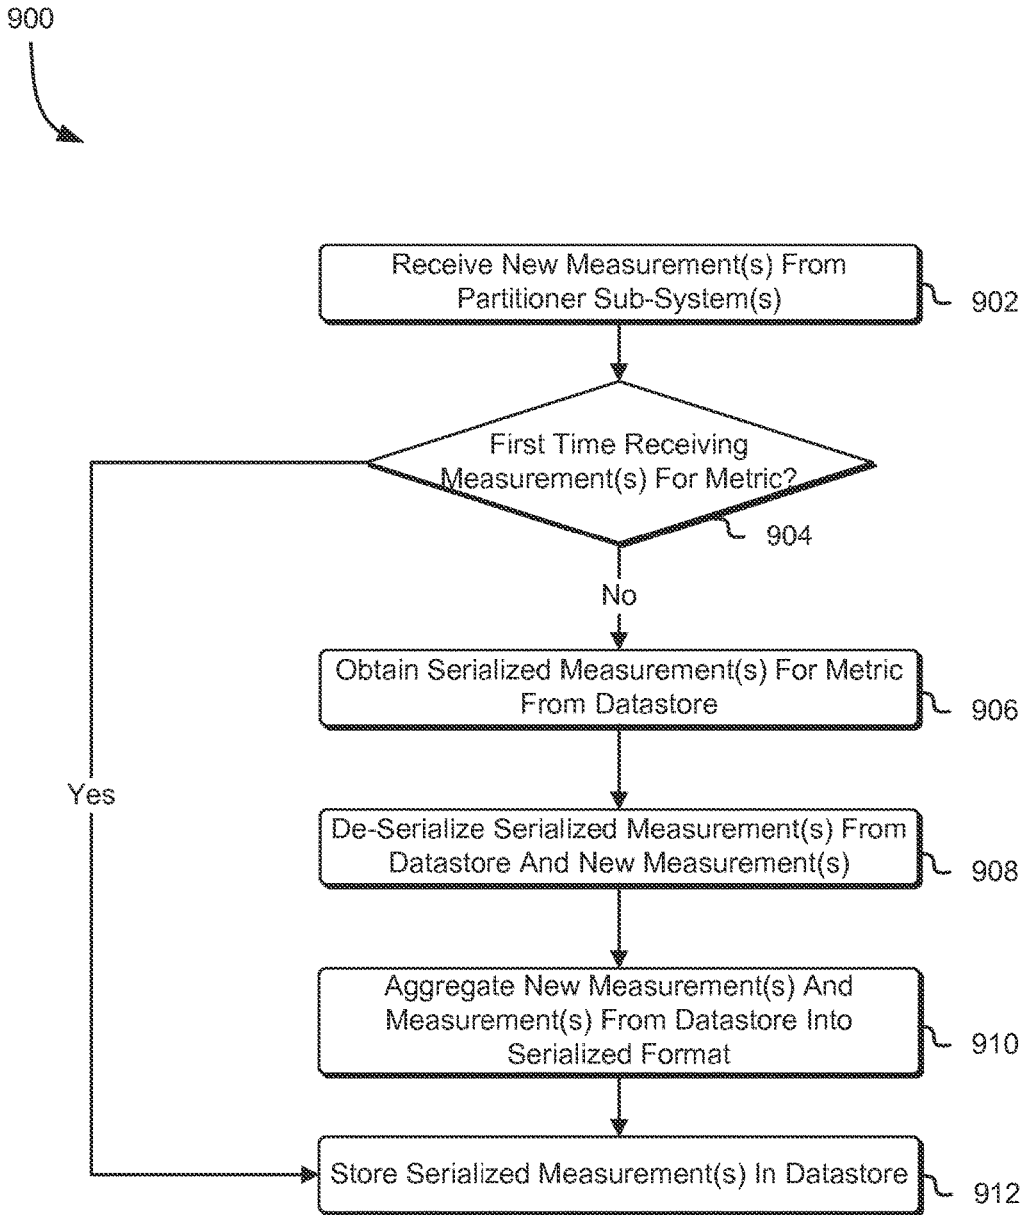 900
Receive New Measurement(s) From
Partitioner Sub-System(s)
902
First Time Receiving
Measurement(s) For Metric?
904
No
Obtain Serialized Measurement(s) For Metric
From Datastore
906
Yes
De-Serialize Serialized Measurement(s) From
Datastore And New Measurement(s)
908
Aggregate New Measurement(s) And
Measurement(s) From Datastore Into
Serialized Format
910
Store Serialized Measurement(s) In Datastore
912